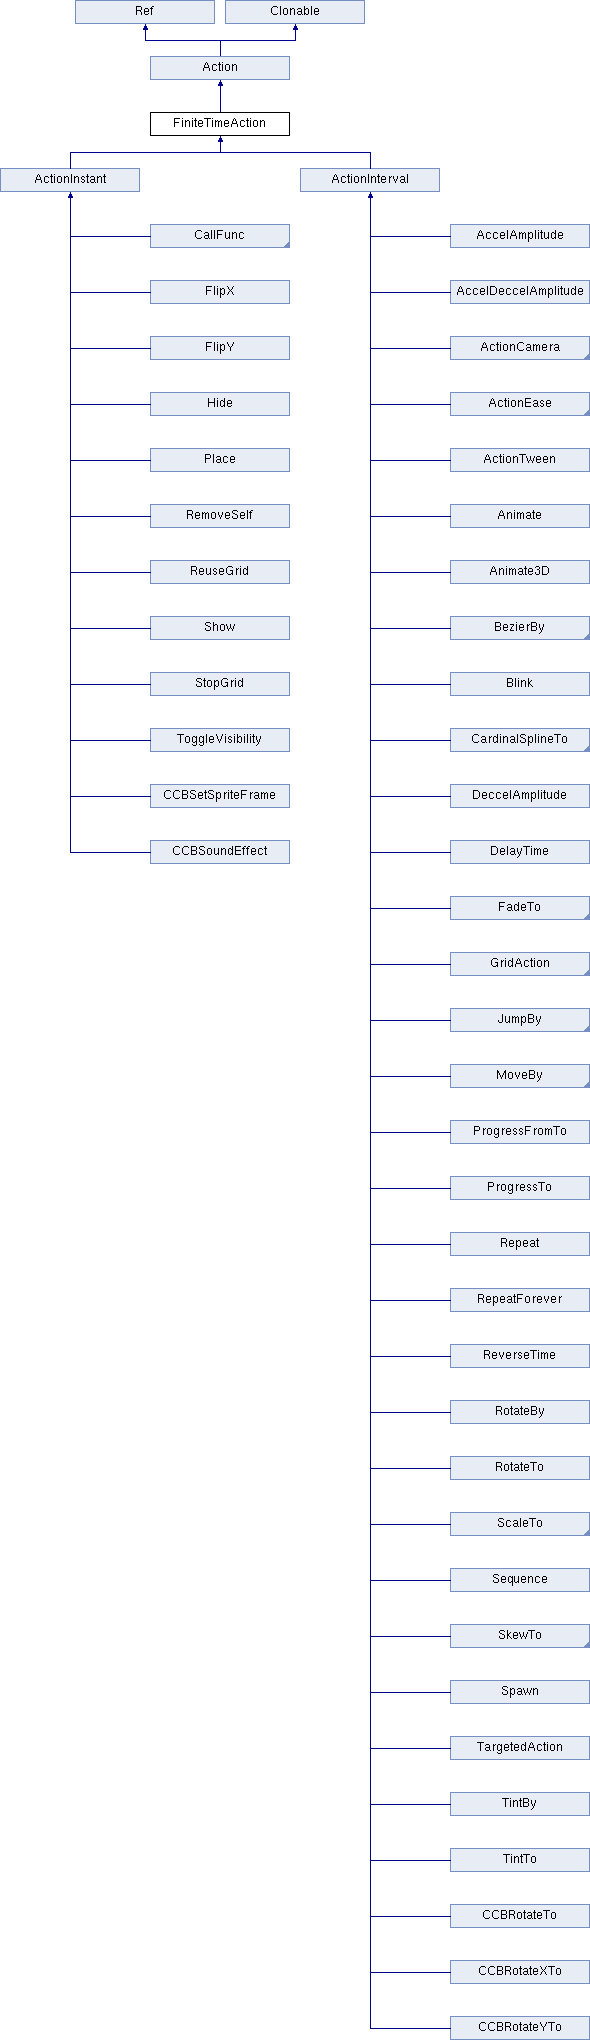 Ref
Clonable
Action
FiniteTimeAction
ActionInstant
ActionInterval
CallFunc
AccelAmplitude
FlipX
AccelDeccelAmplitude
FlipY
ActionCamera
Hide
ActionEase
Place
ActionTween
RemoveSelf
Animate
ReuseGrid
Animate3D
Show
BezierBy
StopGrid
Blink
ToggleVisibility
CardinalSplineTo
CCBSetSpriteFrame
DeccelAmplitude
CCBSoundEffect
DelayTime
FadeTo
GridAction
JumpBy
MoveBy
ProgressFromTo
ProgressTo
Repeat
RepeatForever
ReverseTime
RotateBy
RotateTo
ScaleTo
Sequence
SkewTo
Spawn
TargetedAction
TintBy
TintTo
CCBRotateTo
CCBRotateXTo
CCBRotateYTo